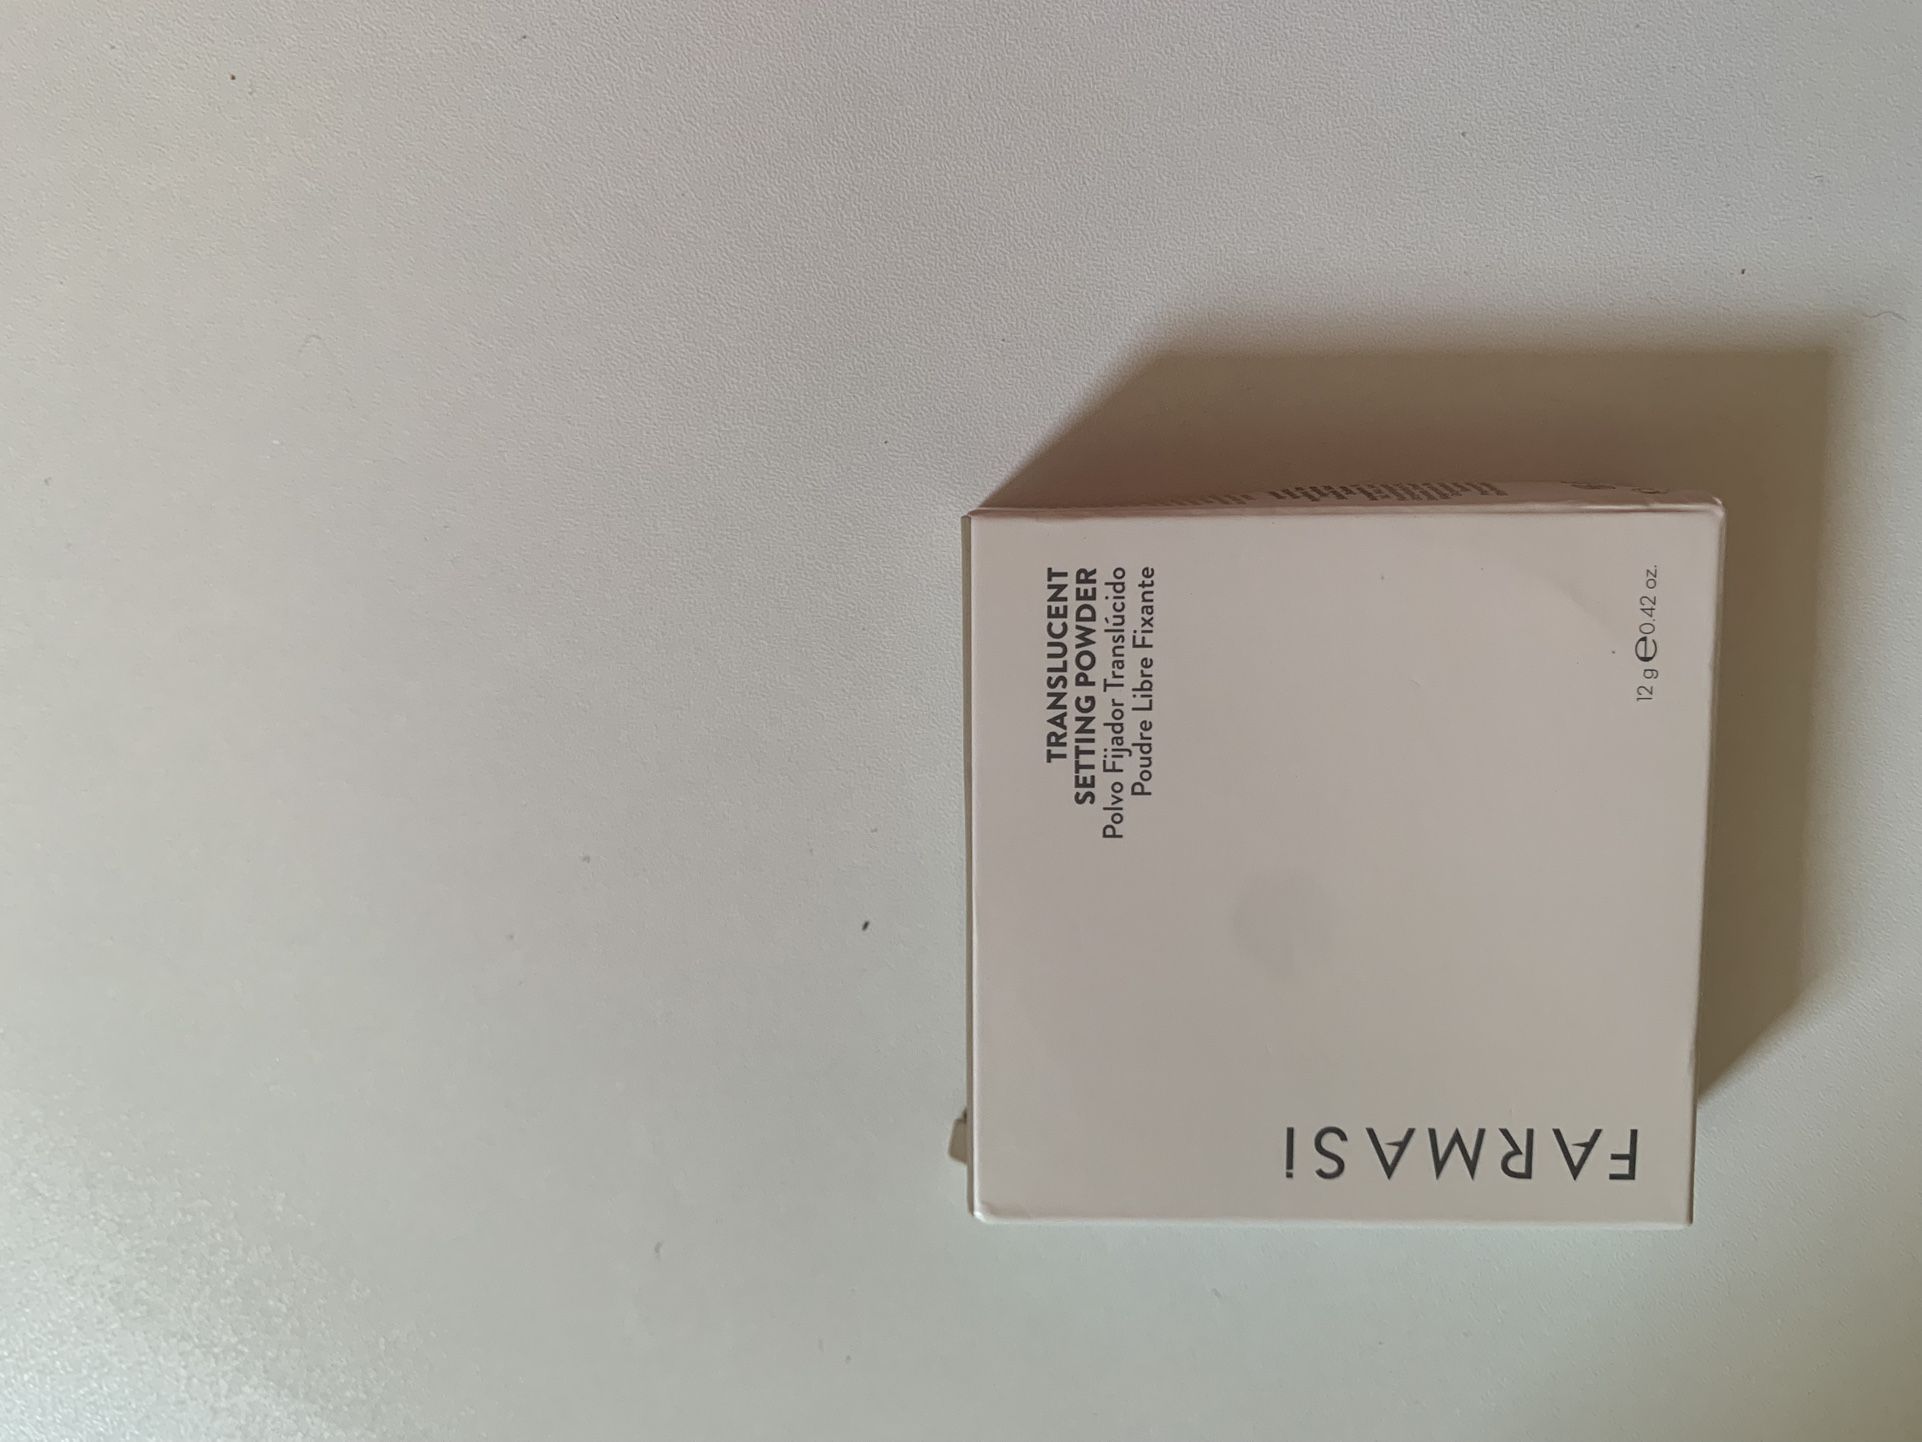 TRANSLUCENT
SETTING POWDER
Polvo Fijador Translúcido
Poudre Libre Fixante
12 g e 0.42 oz.
FARMASi